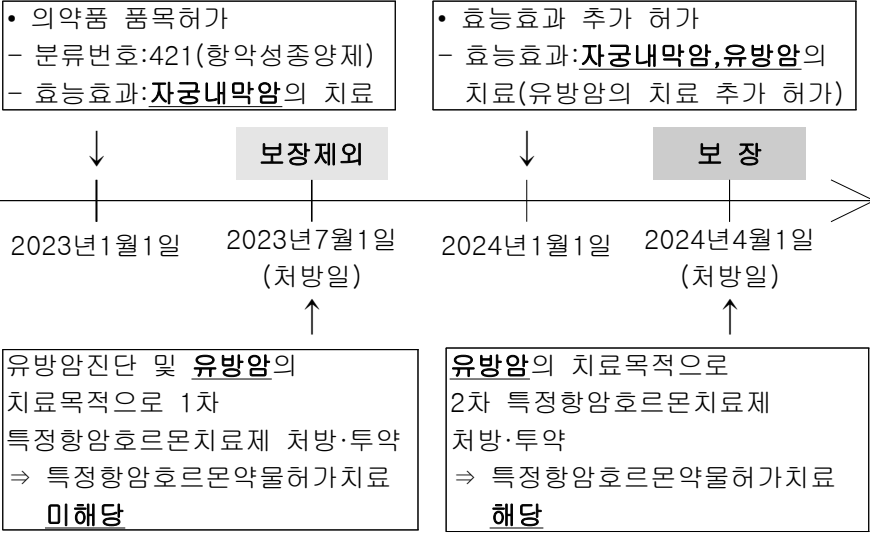 • 의약품 품목허가
- 분류번호:421(항악성종양제)
- 효능효과:자궁내막암의 치료
• 효능효과 추가 허가
- 효능효과:자궁내막암,유방암의
치료(유방암의 치료 추가 허가)
보장제외
보 장
2023년1월1일
2023년7월1일
(처방일)
2024년1월1일
2024년4월1일
(처방일)
유방암진단 및 유방암의
치료목적으로 1차
특정항암호르몬치료제 처방·투약
⇒ 특정항암호르몬약물허가치료
미해당
유방암의 치료목적으로
2차 특정항암호르몬치료제
처방·투약
⇒ 특정항암호르몬약물허가치료
해당